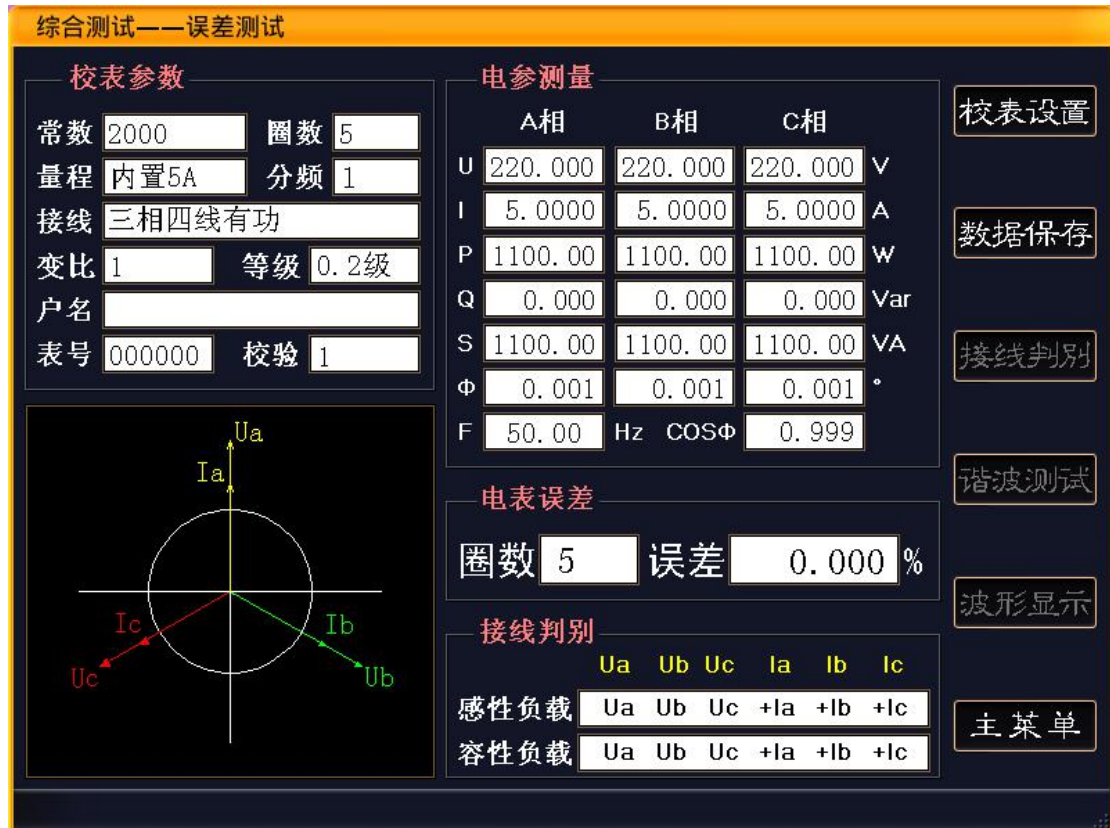 综合测试——误差测试
校表参数
常数 2000 圈数 5
量程 内置5A 分频 1
接线 三相四线有功
变比 1 等级 0.2级
户名
表号 000000 校验 1
Ua
Ia
Ic
Ib
Uc
Ub
电参测量
A相 B相 C相
U 220.000 220.000 220.000 V
I 5.0000 5.0000 5.0000 A
P 1100.00 1100.00 1100.00 W
Q 0.000 0.000 0.000 Var
S 1100.00 1100.00 1100.00 VA
Φ 0.001 0.001 0.001 °
F 50.00 Hz COSΦ 0.999
电表误差
圈数 5 误差 0.000 %
接线判别
Ua Ub Uc Ia Ib Ic
感性负载 Ua Ub Uc +Ia +Ib +Ic
容性负载 Ua Ub Uc +Ia +Ib +Ic
校表设置
数据保存
接线判别
谐波测试
波形显示
主菜单